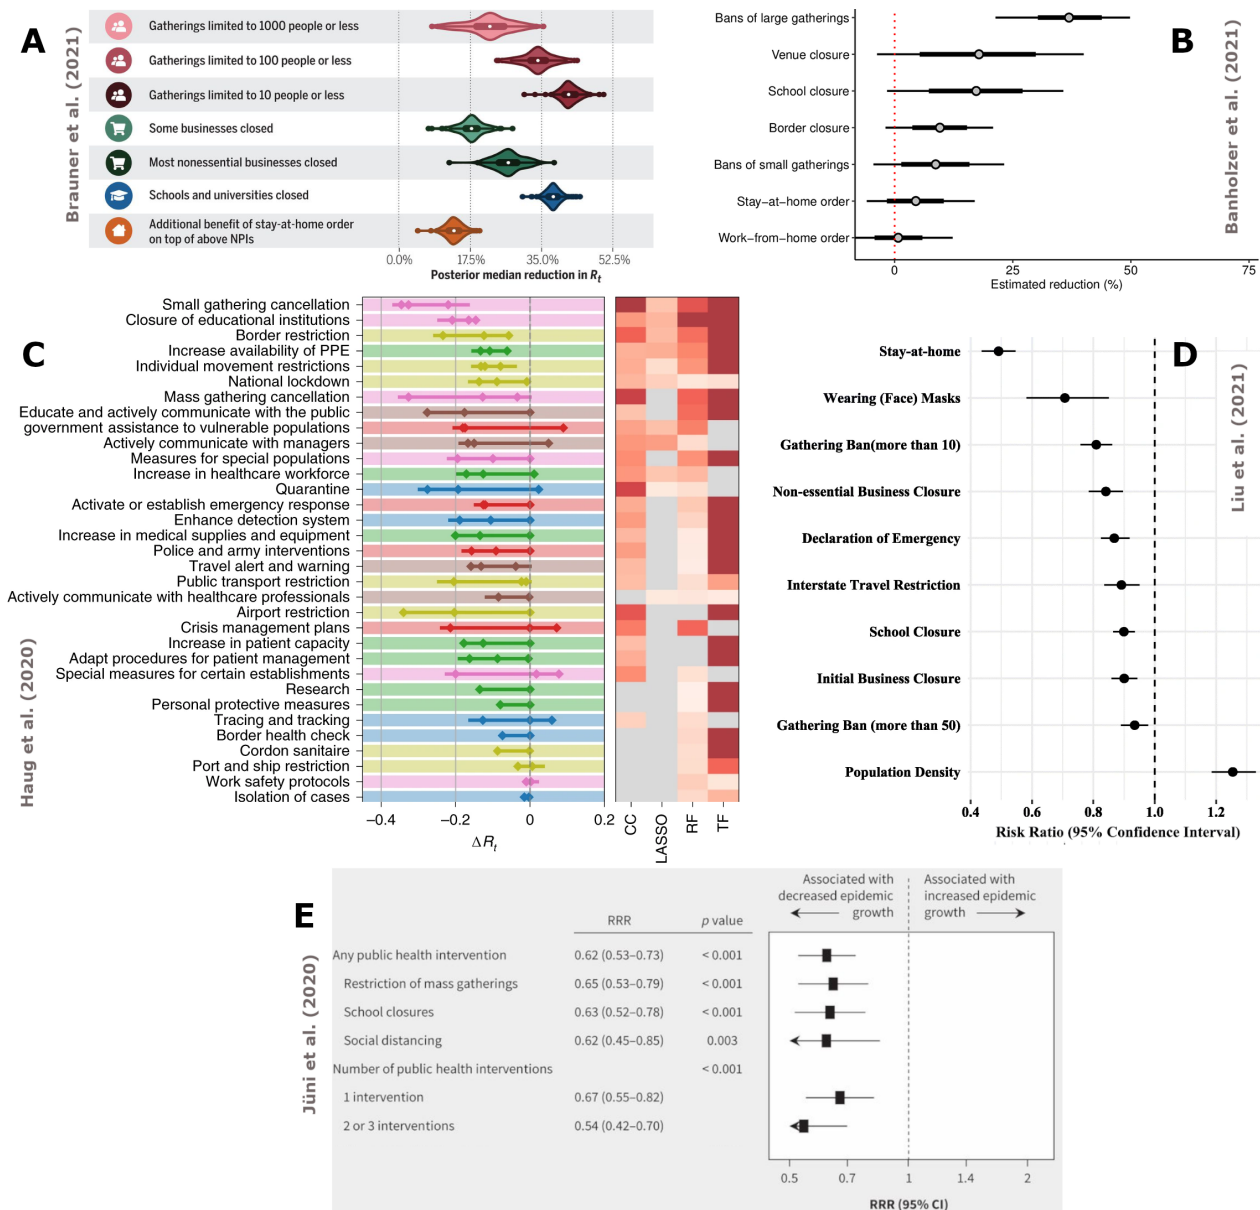 A
Brauner et al. (2021)
Gatherings limited to 1000 people or less
Gatherings limited to 100 people or less
Gatherings limited to 10 people or less
Some businesses closed
Most nonessential businesses closed
Schools and universities closed
Additional benefit of stay-at-home order
on top of above NPIs
0.0% 17.5% 35.0% 52.5%
Posterior median reduction in Rt
B
Banholzer et al. (2021)
Bans of large gatherings
Venue closure
School closure
Border closure
Bans of small gatherings
Stay-at-home order
Work-from-home order
0 25 50 75
Estimated reduction (%)
C
Haug et al. (2020)
Small gathering cancellation
Closure of educational institutions
Border restriction
Increase availability of PPE
Individual movement restrictions
National lockdown
Mass gathering cancellation
Educate and actively communicate with the public
government assistance to vulnerable populations
Actively communicate with managers
Measures for special populations
Increase in healthcare workforce
Quarantine
Activate or establish emergency response
Enhance detection system
Increase in medical supplies and equipment
Police and army interventions
Travel alert and warning
Public transport restriction
Actively communicate with healthcare professionals
Airport restriction
Crisis management plans
Increase in patient capacity
Adapt procedures for patient management
Special measures for certain establishments
Research
Personal protective measures
Tracing and tracking
Border health check
Cordon sanitaire
Port and ship restriction
Work safety protocols
Isolation of cases
−0.4 −0.2 0 0.2
ΔRt
CC LASSO RF TF
D
Liu et al. (2021)
Stay-at-home
Wearing (Face) Masks
Gathering Ban(more than 10)
Non-essential Business Closure
Declaration of Emergency
Interstate Travel Restriction
School Closure
Initial Business Closure
Gathering Ban (more than 50)
Population Density
0.4 0.6 0.8 1.0 1.2
Risk Ratio (95% Confidence Interval)
E
Jüni et al. (2020)
Associated with
decreased epidemic
growth
Associated with
increased epidemic
growth
RRR p value
Any public health intervention 0.62 (0.53–0.73) < 0.001
Restriction of mass gatherings 0.65 (0.53–0.79) < 0.001
School closures 0.63 (0.52–0.78) < 0.001
Social distancing 0.62 (0.45–0.85) 0.003
Number of public health interventions < 0.001
1 intervention 0.67 (0.55–0.82)
2 or 3 interventions 0.54 (0.42–0.70)
0.5 0.7 1 1.4 2
RRR (95% CI)